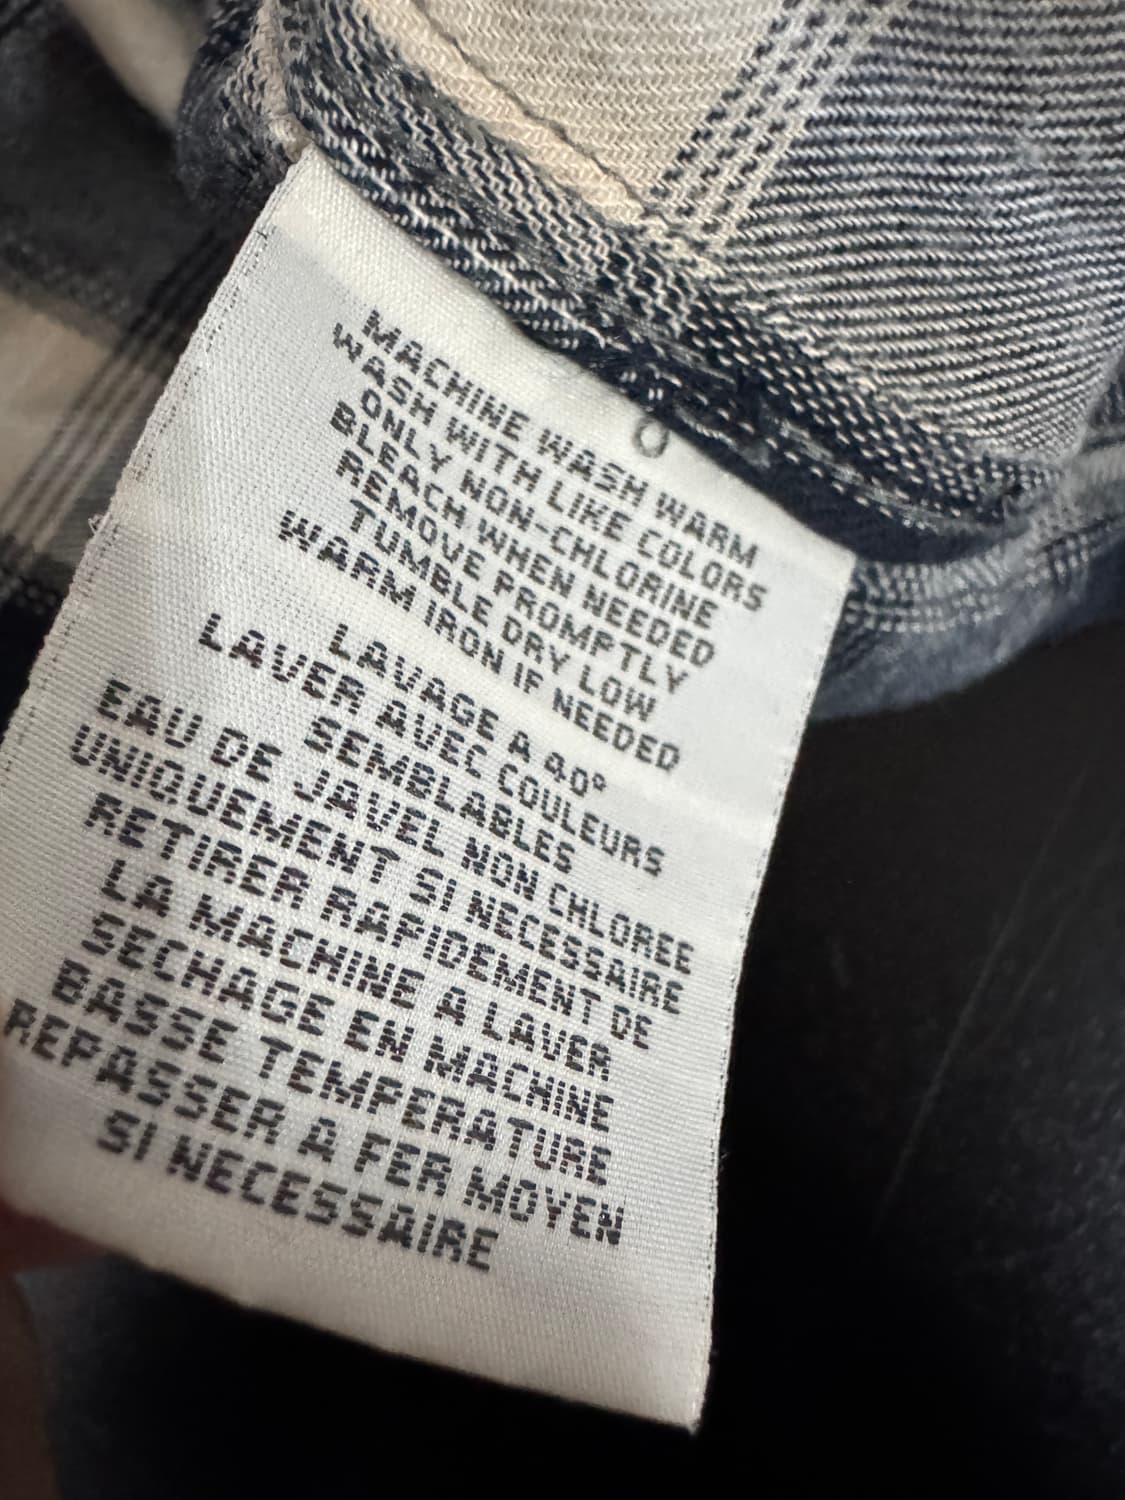 MACHINE WASH WARM
WASH WITH LIKE COLORS
ONLY NON-CHLORINE
BLEACH WHEN NEEDED
REMOVE PROMPTLY
TUMBLE DRY LOW
WARM IRON IF NEEDED
LAVAGE A 40°
LAVER AVEC COULEURS
SEMBLABLES
EAU DE JAVEL NON CHLOREE
UNIQUEMENT SI NECESSAIRE
RETIRER RAPIDEMENT DE
LA MACHINE A LAVER
SECHAGE EN MACHINE
BASSE TEMPERATURE
REPASSER A FER MOYEN
SI NECESSAIRE